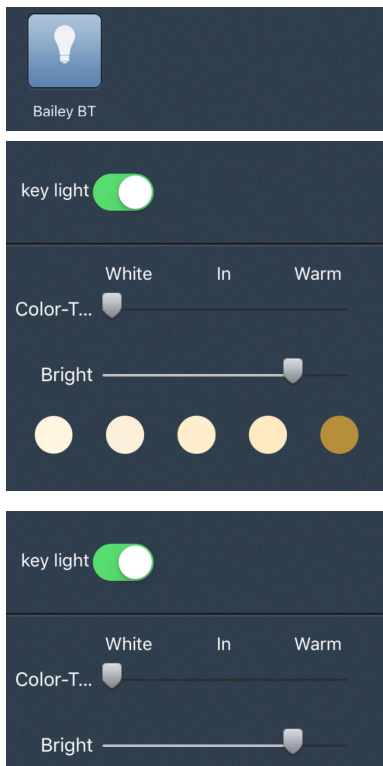 Bailey BT
key light
White In Warm
Color-T...
Bright
key light
White In Warm
Color-T...
Bright